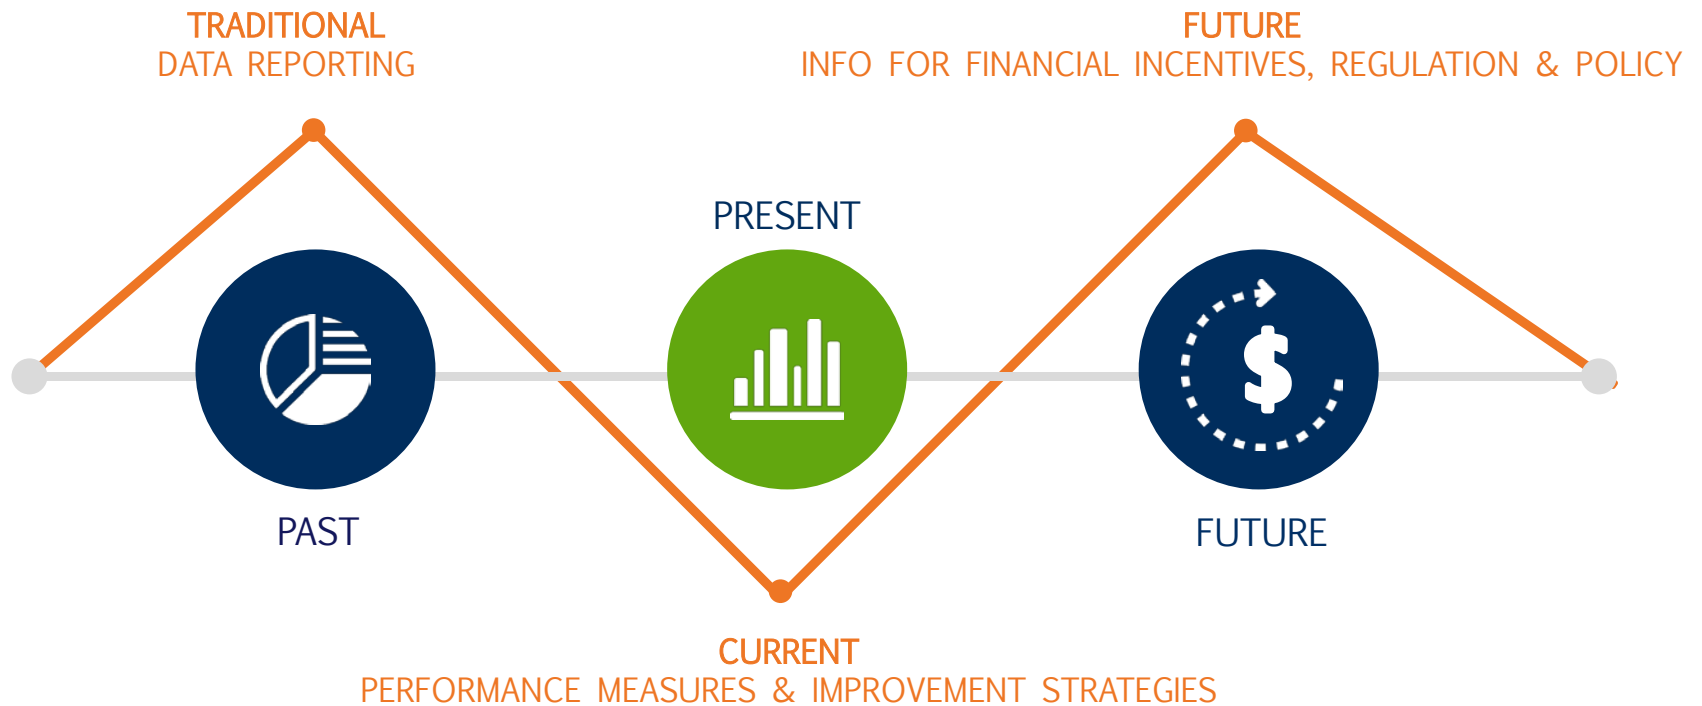 TRADITIONAL
DATA REPORTING
FUTURE
INFO FOR FINANCIAL INCENTIVES, REGULATION & POLICY
PRESENT
$
PAST
FUTURE
CURRENT
PERFORMANCE MEASURES & IMPROVEMENT STRATEGIES